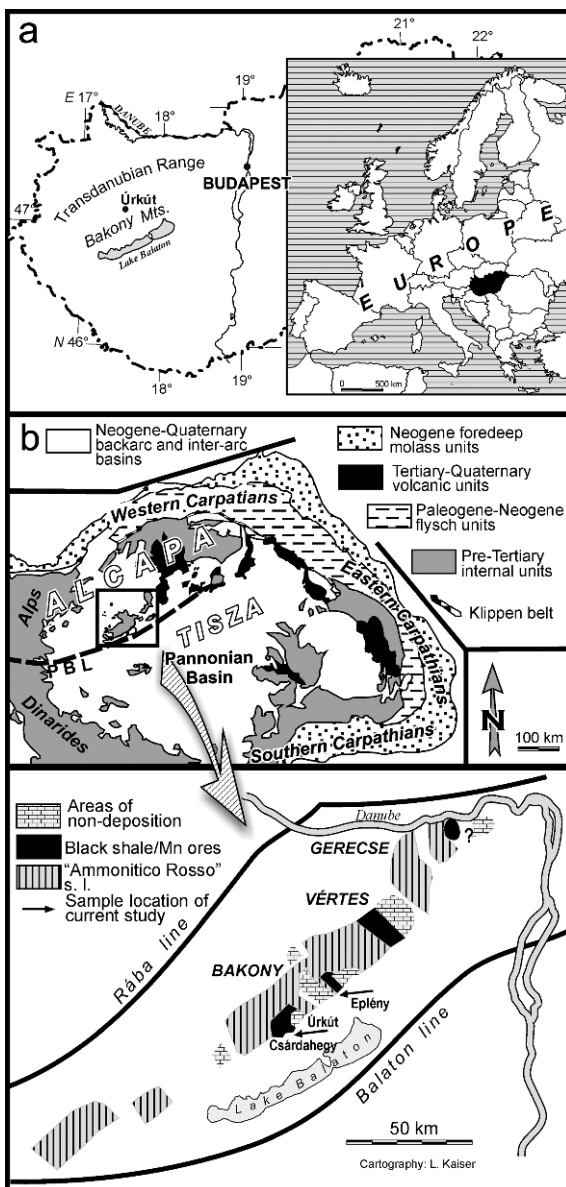 a
21°
22°
19°
E 17°
DANUBE
18°
BUDAPEST
Transdanubian Range
47°
Úrkút
Bakony Mts.
Lake Balaton
N 46°
18°
19°
EUROPE
0 500 km
b
Neogene-Quaternary
backarc and inter-arc
basins
Neogene foredeep
molass units
Tertiary-Quaternary
volcanic units
Paleogene-Neogene
flysch units
Pre-Tertiary
internal units
Klippen belt
Western Carpatians
ALCAPA
Alps
Eastern Carpathians
TISZA
PBL
Pannonian
Basin
Dinarides
Southern Carpathians
N
100 km
Areas of
non-deposition
Black shale/Mn ores
"Ammonitico Rosso"
s. l.
Sample location of
current study
Danube
GERECSE
?
VÉRTES
BAKONY
Rába line
Eplény
Úrkút
Csárdahegy
Lake Balaton
Balaton line
50 km
Cartography: L. Kaiser